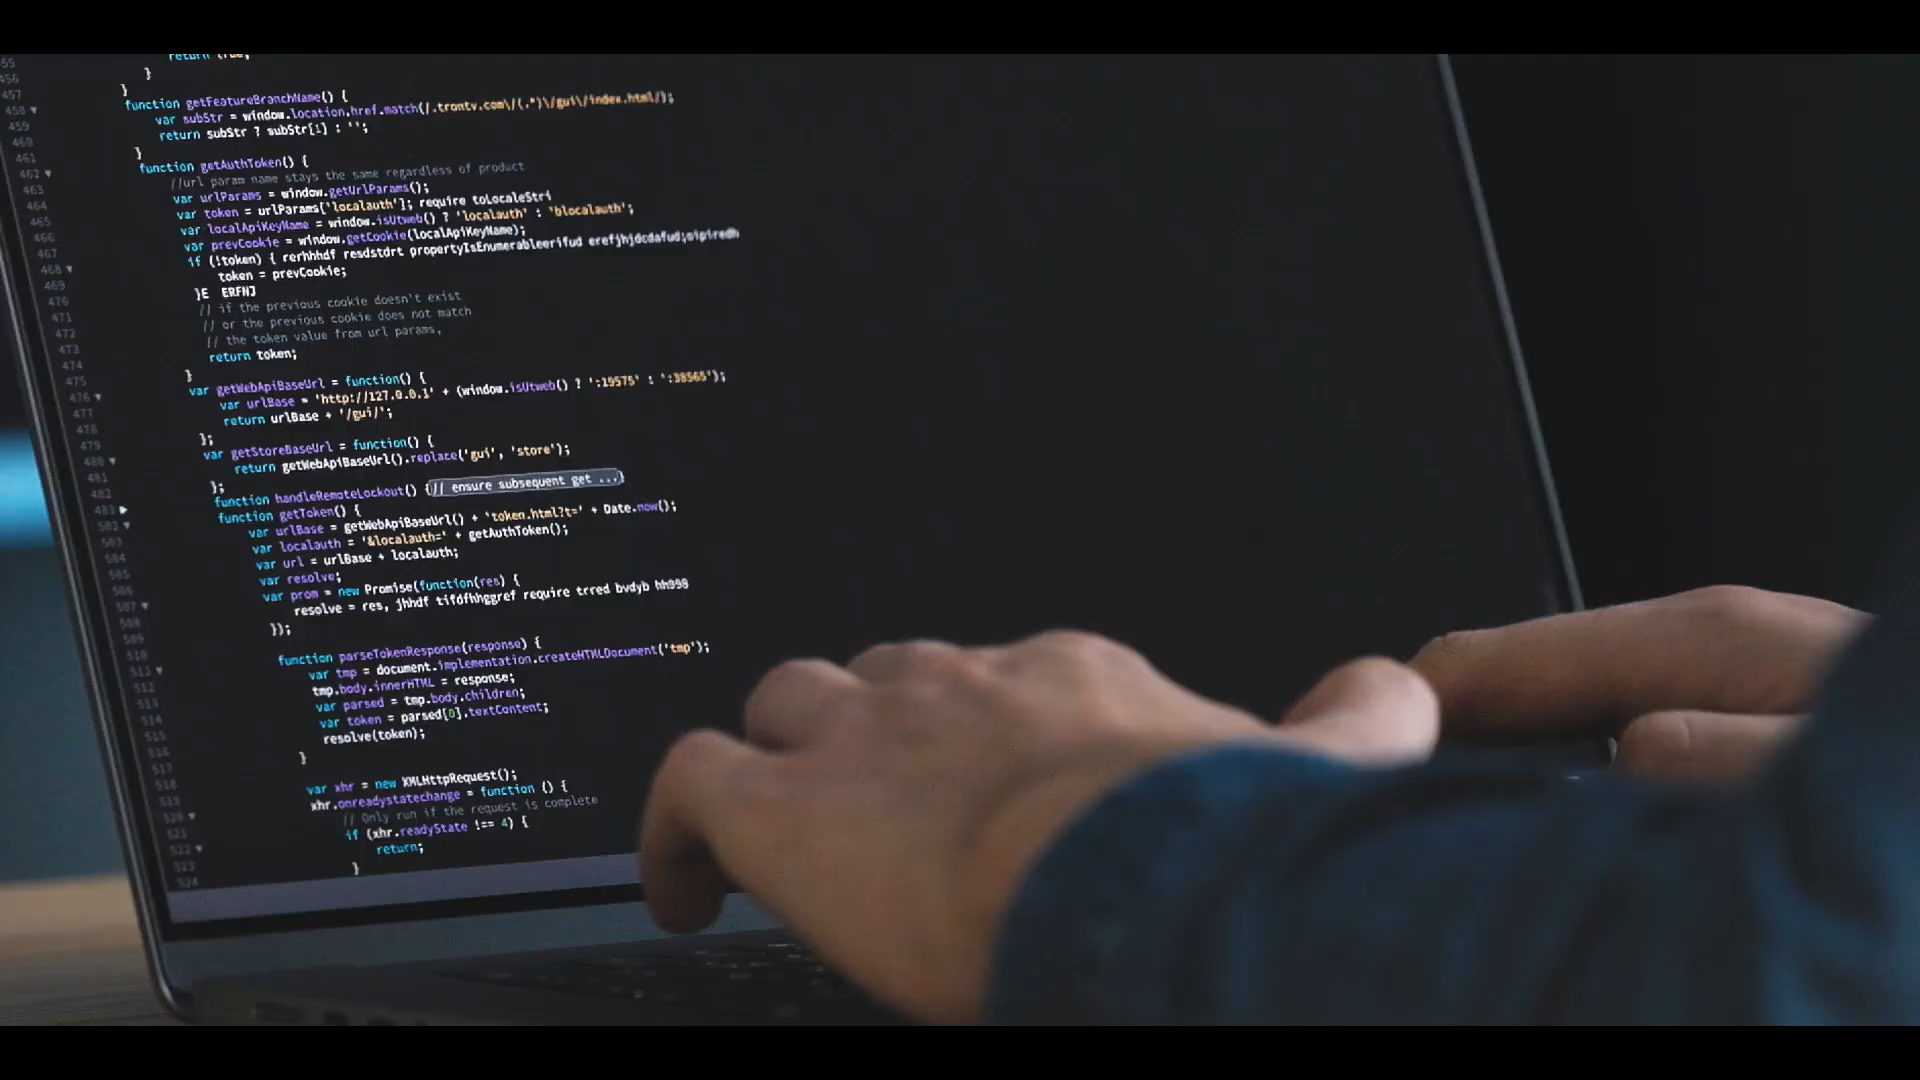 return true;
}
}
function getFeatureBranchName() {
var subStr = window.location.href.match(/.trontv.com\/(.*)\/gui\/index.html/);
return subStr ? subStr[1] : '';
}
function getAuthToken() {
//url param name stays the same regardless of product
var urlParams = window.getUrlParams();
var token = urlParams['localauth']; require toLocaleStri
var localApiKeyName = window.isUtweb() ? 'localauth' : 'blocalauth';
var prevCookie = window.getCookie(localApiKeyName);
if (!token) { rerhhhdf resdstdrt propertyIsEnumerableerifud
token = prevCookie;
}E ERFNJ
// if the previous cookie doesn't exist
// or the previous cookie does not match
// the token value from url params,
return token;
}
var getWebApiBaseUrl = function() {
var urlBase = 'http://127.0.0.1' + (window.isUtweb() ? ':19575' : ':38565');
return urlBase + '/gui/';
};
var getStoreBaseUrl = function() {
return getWebApiBaseUrl().replace('gui', 'store');
};
function handleRemoteLockout() {// ensure subsequent get ...}
function getToken() {
var urlBase = getWebApiBaseUrl() + 'token.html?t=' + Date.now();
var localauth = '&localauth=' + getAuthToken();
var url = urlBase + localauth;
var resolve;
var prom = new Promise(function(res) {
resolve = res, jhhdf tifdfhhggref require trred bvdyb hh998
});
function parseTokenResponse(response) {
var tmp = document.implementation.createHTMLDocument('tmp');
tmp.body.innerHTML = response;
var parsed = tmp.body.children;
var token = parsed[0].textContent;
resolve(token);
}
var xhr = new XMLHttpRequest();
xhr.onreadystatechange = function () {
// Only run if the request is complete
if (xhr.readyState !== 4) {
return;
}